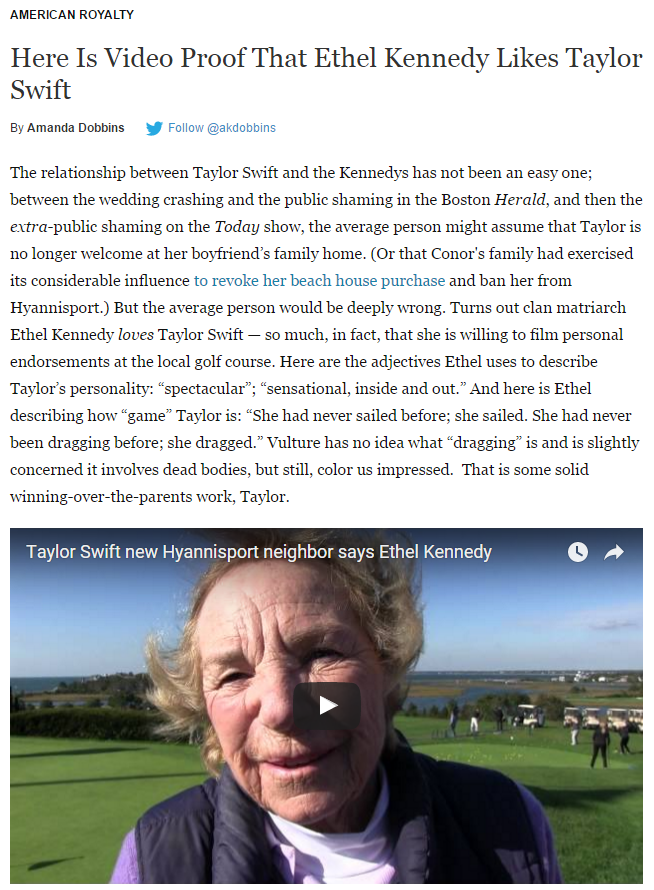 AMERICAN ROYALTY
Here Is Video Proof That Ethel Kennedy Likes Taylor
Swift
By Amanda Dobbins Follow @akdobbins
The relationship between Taylor Swift and the Kennedys has not been an easy one;
between the wedding crashing and the public shaming in the Boston Herald, and then the
extra-public shaming on the Today show, the average person might assume that Taylor is
no longer welcome at her boyfriend’s family home. (Or that Conor's family had exercised
its considerable influence to revoke her beach house purchase and ban her from
Hyannisport.) But the average person would be deeply wrong. Turns out clan matriarch
Ethel Kennedy loves Taylor Swift — so much, in fact, that she is willing to film personal
endorsements at the local golf course. Here are the adjectives Ethel uses to describe
Taylor’s personality: “spectacular”; “sensational, inside and out.” And here is Ethel
describing how “game” Taylor is: “She had never sailed before; she sailed. She had never
been dragging before; she dragged.” Vulture has no idea what “dragging” is and is slightly
concerned it involves dead bodies, but still, color us impressed.  That is some solid
winning-over-the-parents work, Taylor.
Taylor Swift new Hyannisport neighbor says Ethel Kennedy